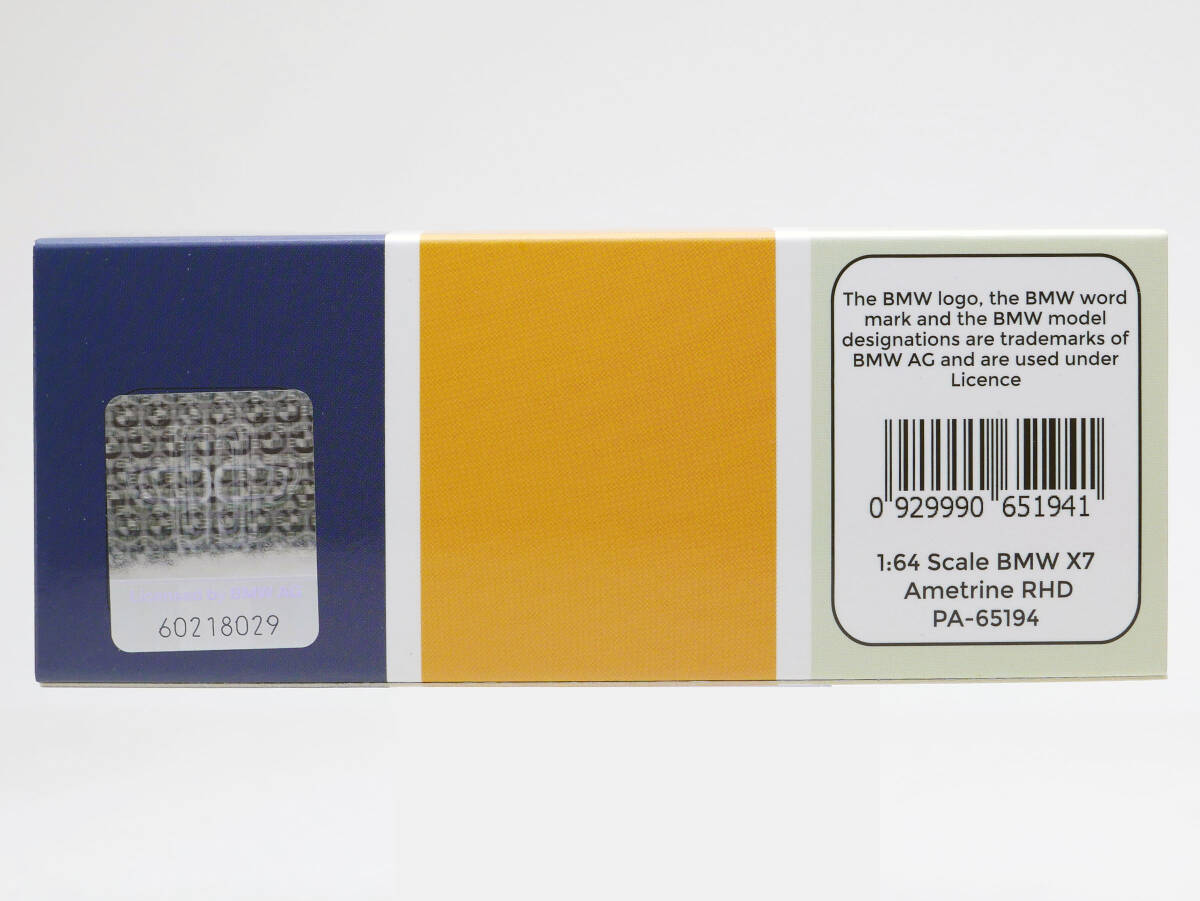 The BMW logo, the BMW word
mark and the BMW model
designations are trademarks of
BMW AG and are used under
Licence
0 929990 651941
1:64 Scale BMW X7
Ametrine RHD
PA-65194
60218029